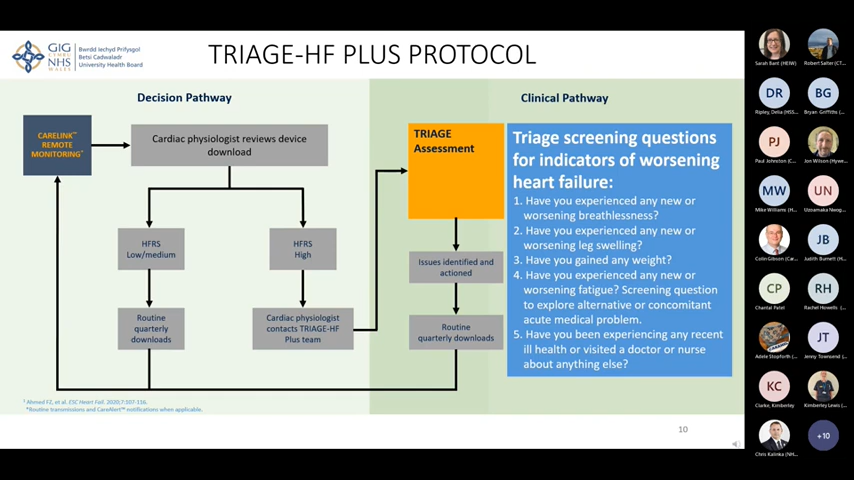 GIG
CYMRU
NHS
WALES
Bwrdd Iechyd Prifysgol
Betsi Cadwaladr
University Health Board
TRIAGE-HF PLUS PROTOCOL
Decision Pathway
Clinical Pathway
CARELINK™
REMOTE
MONITORING*
Cardiac physiologist reviews device
download
HFRS
Low/medium
HFRS
High
Routine
quarterly
downloads
Cardiac physiologist
contacts TRIAGE-HF
Plus team
TRIAGE
Assessment
Issues identified and
actioned
Routine
quarterly downloads
Triage screening questions
for indicators of worsening
heart failure:
1. Have you experienced any new or
worsening breathlessness?
2. Have you experienced any new or
worsening leg swelling?
3. Have you gained any weight?
4. Have you experienced any new or
worsening fatigue? Screening question
to explore alternative or concomitant
acute medical problem.
5. Have you been experiencing any recent
ill health or visited a doctor or nurse
about anything else?
1 Ahmed FZ, et al. ESC Heart Fail. 2020;7:107-116.
*Routine transmissions and CareAlert™ notifications when applicable.
10
Sarah Bard (HEIW)
Robert Salter (CT...
DR
BG
Ripley, Delia (HSS...
Bryan Griffiths (...
PJ
Paul Johnston (C...
Jon Wilson (Hywe...
MW
UN
Mike Williams (H...
Uzoamaka Nwogu...
JB
Colin Gibson (Car...
Judith Burnett (H...
CP
RH
Chantal Patel
Rachel Howells (...
JT
Adele Stopforth (...
Jenny Townsend (...
KC
Clarke, Kimberley
Kimberley Lewis (...
+10
Chris Kalinka (NH...